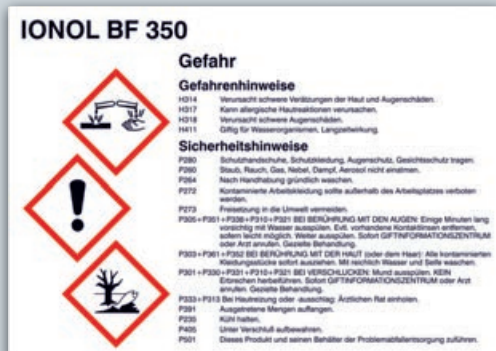 IONOL BF 350
Gefahr
Gefahrenhinweise
H314 Verursacht schwere Verätzungen der Haut und Augenschäden.
H317 Kann allergische Hautreaktionen verursachen.
H318 Verursacht schwere Augenschäden.
H411 Giftig für Wasserorganismen, Langzeitwirkung.
Sicherheitshinweise
P280 Schutzhandschuhe, Schutzkleidung, Augenschutz, Gesichtsschutz tragen.
P260 Staub, Rauch, Gas, Nebel, Dampf, Aerosol nicht einatmen.
P264 Nach Handhabung gründlich waschen.
P272 Kontaminierte Arbeitskleidung sollte außerhalb des Arbeitsplatzes verboten
werden.
P273 Freisetzung in die Umwelt vermeiden.
P305+P351+P338+P310+P321 BEI BERÜHRUNG MIT DEN AUGEN: Einige Minuten lang
vorsichtig mit Wasser ausspülen. Evtl. vorhandene Kontaktlinsen entfernen,
sofern leicht möglich. Weiter ausspülen. Sofort GIFTINFORMATIONSZENTRUM
oder Arzt anrufen. Gezielte Behandlung.
P303+P361+P352 BEI BERÜHRUNG MIT DER HAUT (oder dem Haar): Alle kontaminierten
Kleidungsstücke sofort ausziehen. Mit reichlich Wasser und Seife waschen.
P301+P330+P331+P310+P321 BEI VERSCHLUCKEN: Mund ausspülen. KEIN
Erbrechen herbeiführen. Sofort GIFTINFORMATIONSZENTRUM oder Arzt
anrufen. Gezielte Behandlung.
P333+P313 Bei Hautreizung oder -ausschlag: Ärztlichen Rat einholen.
P391 Ausgetretene Mengen auffangen.
P235 Kühl halten.
P405 Unter Verschluß aufbewahren.
P501 Dieses Produkt und seinen Behälter der Problemabfallentsorgung zuführen.